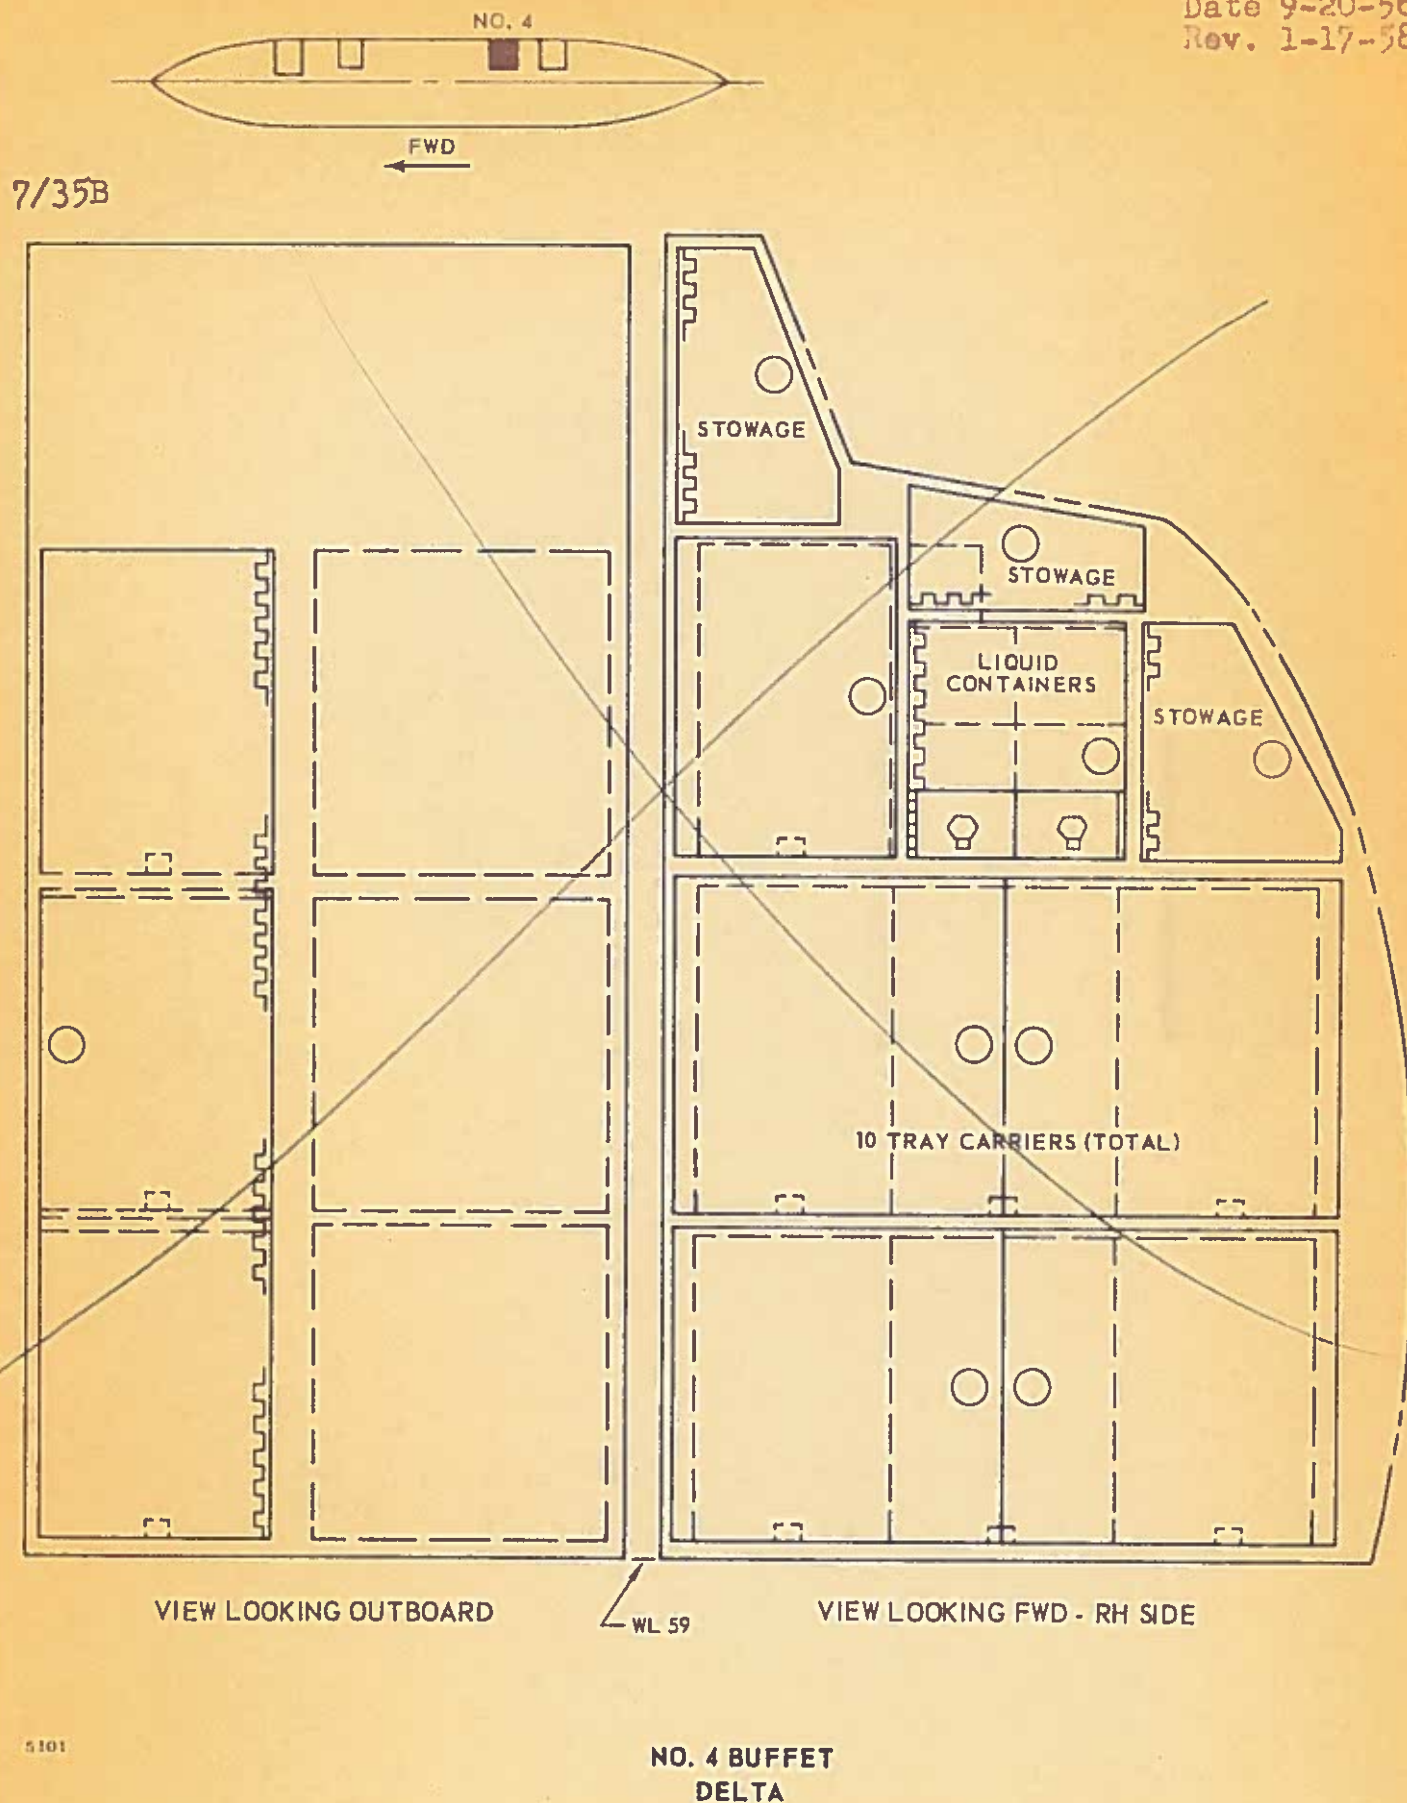 Date 9-20-56
Rev. 1-17-58
NO. 4
FWD
7/35B
STOWAGE
STOWAGE
LIQUID
CONTAINERS
STOWAGE
10 TRAY CARRIERS (TOTAL)
VIEW LOOKING OUTBOARD
WL 59
VIEW LOOKING FWD - RH SIDE
5101
NO. 4 BUFFET
DELTA